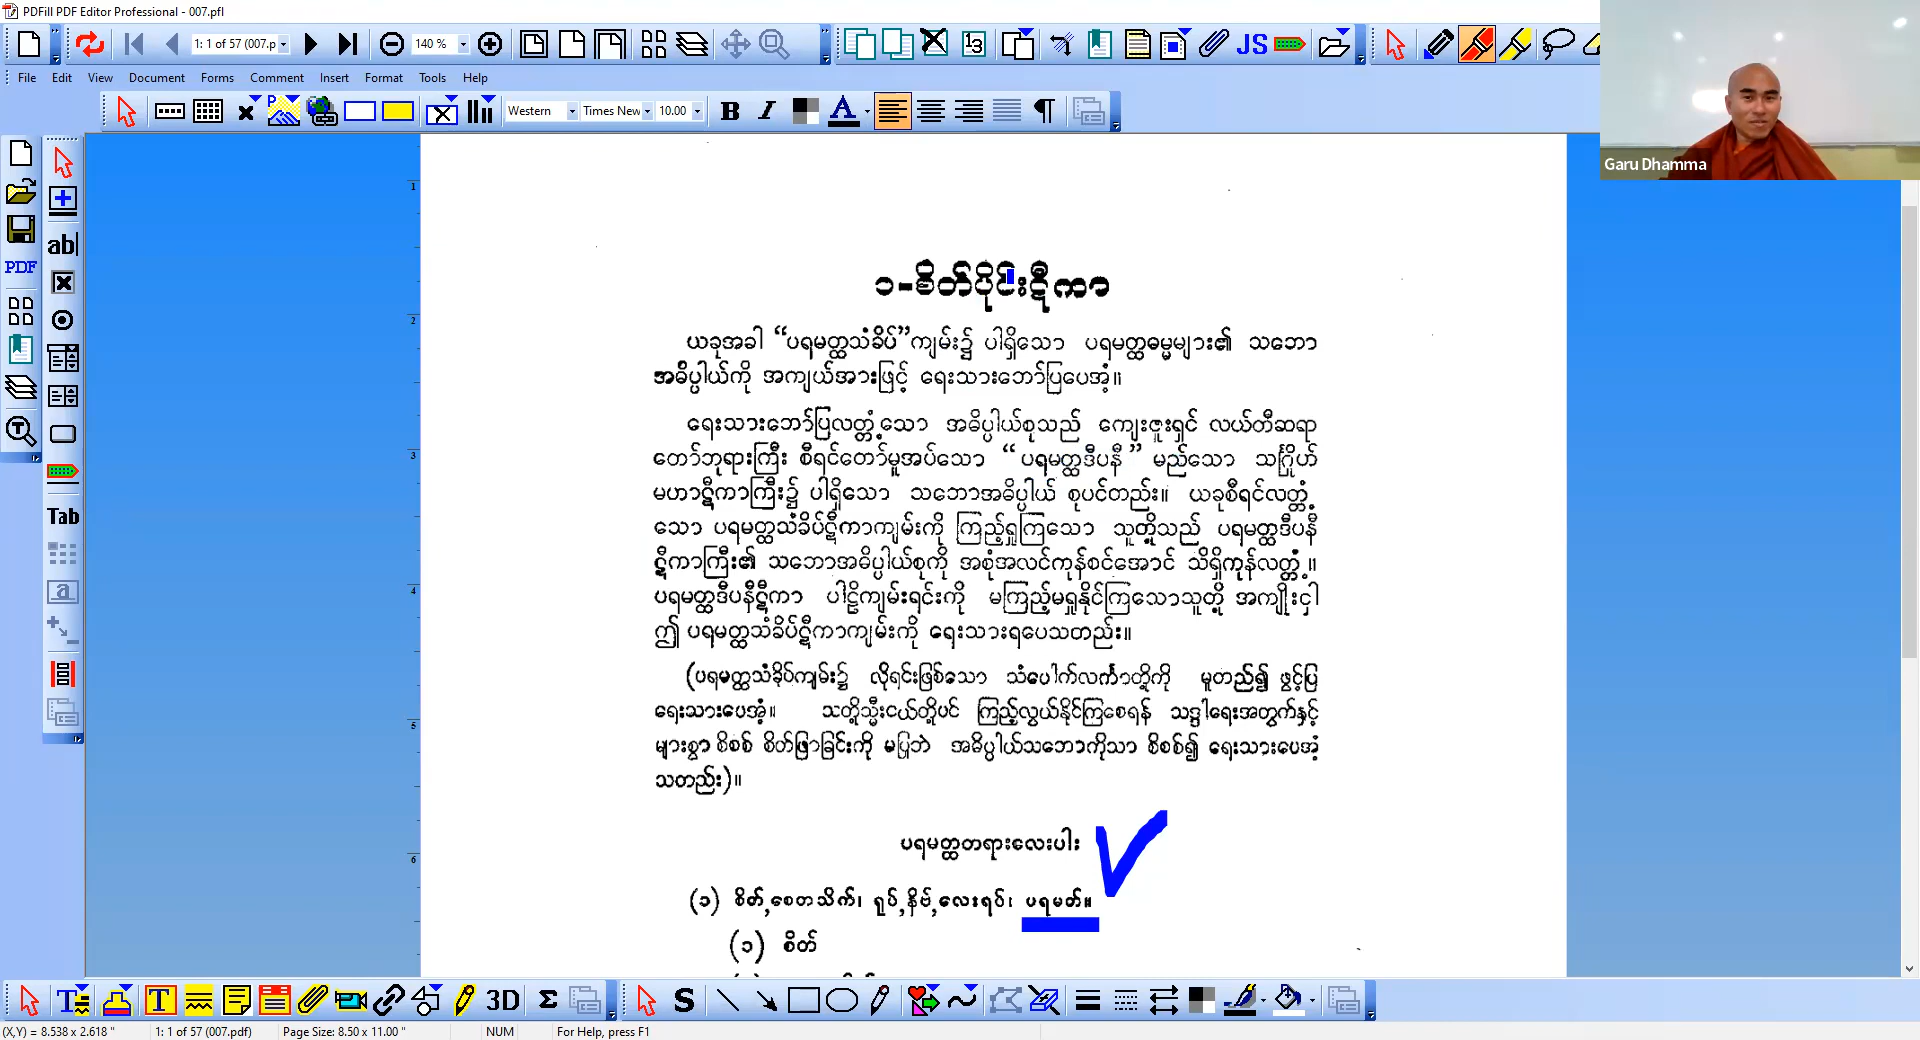 PDFill PDF Editor Professional - 007.pfl
1: 1 of 57 (007.p
140 %
13
JS
File Edit View Document Forms Comment Insert Format Tools Help
Western Times New 10.00 B I A ¶
Garu Dhamma
ab|
PDF
Tab
a
၁-စိတ်ပိုင်းဋီကာ
ယခုအခါ “ပရမတ္ထသံခိပ်”ကျမ်း၌ ပါရှိသော ပရမတ္ထဓမ္မများ၏ သဘော
အဓိပ္ပါယ်ကို အကျယ်အားဖြင့် ရေးသားဘော်ပြပေအံ့။
ရေးသားဘော်ပြလတ္တံ့သော အဓိပ္ပါယ်စုသည် ကျေးဇူးရှင် လယ်တီဆရာ
တော်ဘုရားကြီး စီရင်တော်မူအပ်သော “ပရမတ္ထဒီပနီ” မည်သော သင်္ဂြိုဟ်
မဟာဋီကာကြီး၌ ပါရှိသော သဘောအဓိပ္ပါယ် စုပင်တည်း။ ယခုစီရင်လတ္တံ့
သော ပရမတ္ထသံခိပ်ဋီကာကျမ်းကို ကြည့်ရှုကြသော သူတို့သည် ပရမတ္ထဒီပနီ
ဋီကာကြီး၏ သဘောအဓိပ္ပါယ်စုကို အစုံအလင်ကုန်စင်အောင် သိရှိကုန်လတ္တံ့။
ပရမတ္ထဒီပနီဋီကာ ပါဠိကျမ်းရင်းကို မကြည့်မရှုနိုင်ကြသောသူတို့ အကျိုးငှါ
ဤ ပရမတ္ထသံခိပ်ဋီကာကျမ်းကို ရေးသားရပေသတည်း။
(ပရမတ္ထသံခိပ်ကျမ်း၌ လိုရင်းဖြစ်သော သံပေါက်လင်္ကာတို့ကို မူတည်၍ ဖွင့်ပြ
ရေးသားပေအံ့။ သတို့သ္မီးငယ်တို့ပင် ကြည့်လွယ်နိုင်ကြစေရန် သဒ္ဒါရေးအတွက်နှင့်
များစွာ စိစစ် စိတ်ဖြာခြင်းကို မပြုဘဲ အဓိပ္ပါယ်သဘောကိုသာ စိစစ်၍ ရေးသားပေအံ့
သတည်း)။
ပရမတ္ထတရားလေးပါး
(၁) စိတ်,စေတသိက်၊ ရုပ်,နိဗ်,လေးရပ်၊ ပရမတ်။
(၁) စိတ်
T T 3D Σ S
(X,Y) = 8.538 x 2.618 " 1: 1 of 57 (007.pdf) Page Size: 8.50 x 11.00 " NUM For Help, press F1